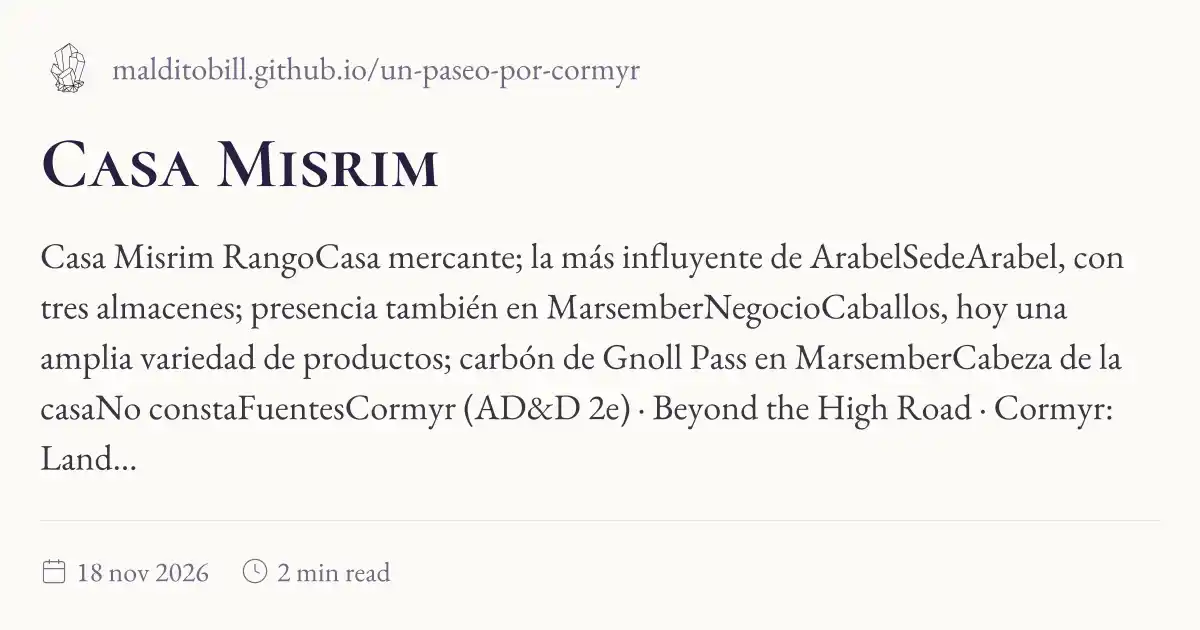 malditobill.github.io/un-paseo-por-cormyr
Casa Misrim
Casa Misrim RangoCasa mercante; la más influyente de ArabelSedeArabel, con
tres almacenes; presencia también en MarsemberNegocioCaballos, hoy una
amplia variedad de productos; carbón de Gnoll Pass en MarsemberCabeza de la
casaNo constaFuentesCormyr (AD&D 2e) · Beyond the High Road · Cormyr:
Land...
18 nov 2026 2 min read